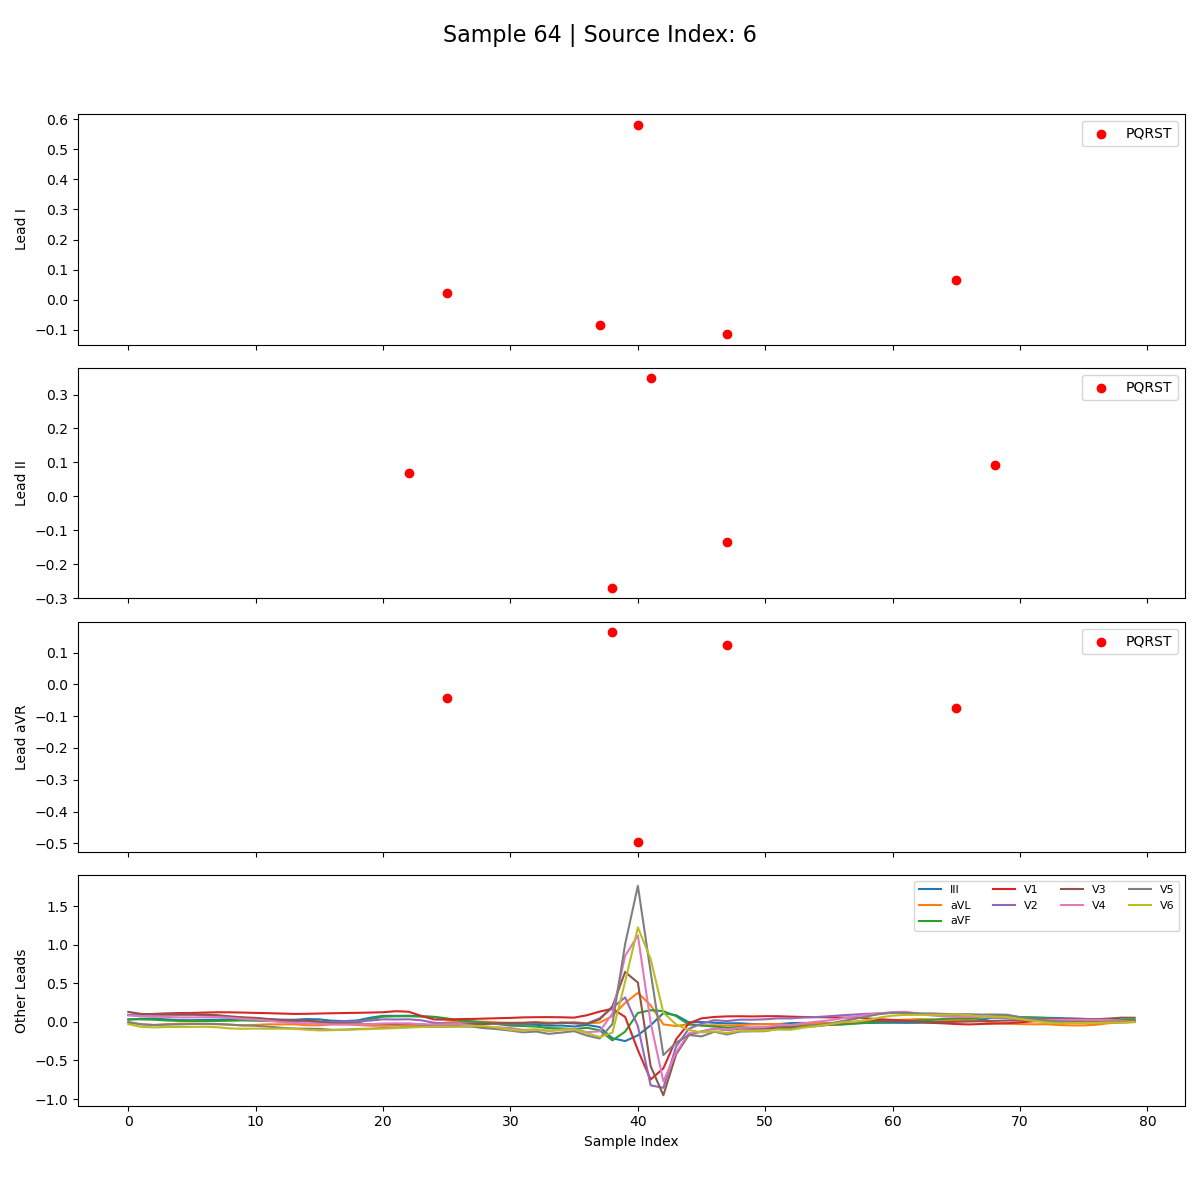 Sample 64 | Source Index: 6
0.6
0.5
0.4
0.3
0.2
0.1
0.0
−0.1
Lead I
PQRST
0.3
0.2
0.1
0.0
−0.1
−0.2
−0.3
Lead II
PQRST
0.1
0.0
−0.1
−0.2
−0.3
−0.4
−0.5
Lead aVR
PQRST
1.5
1.0
0.5
0.0
−0.5
−1.0
Other Leads
III V1 V3 V5
aVL V2 V4 V6
aVF
0 10 20 30 40 50 60 70 80
Sample Index